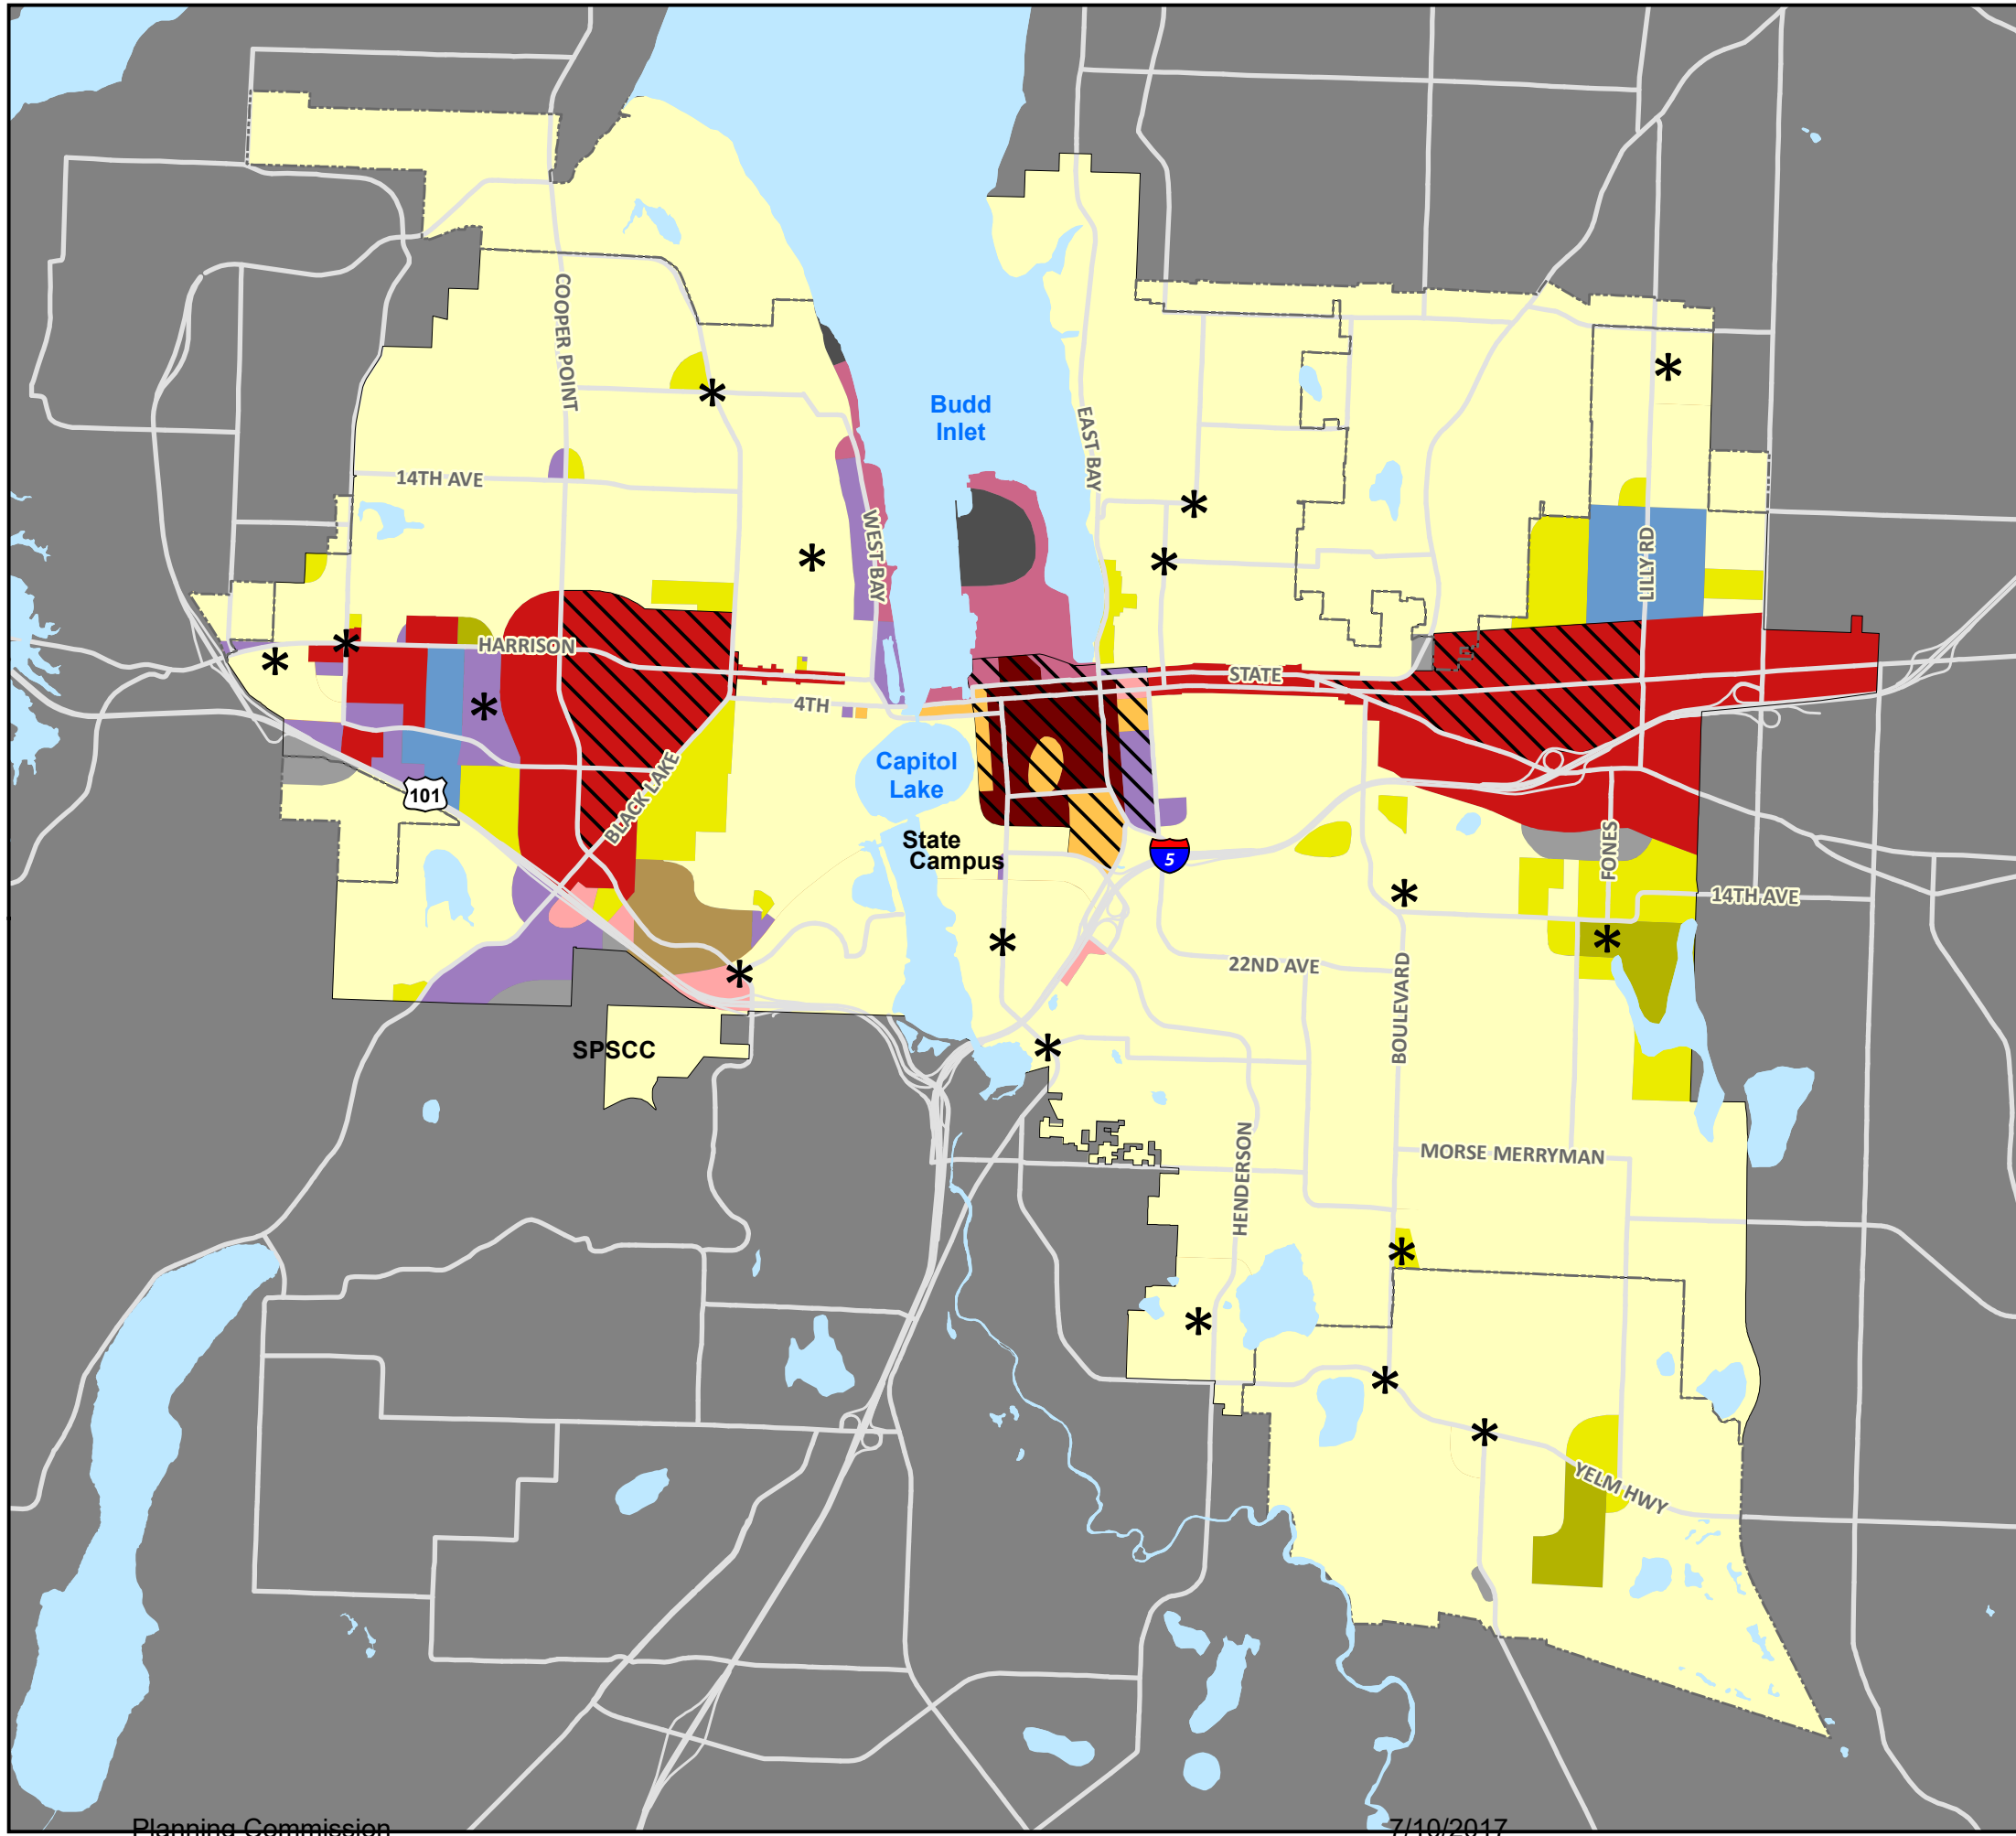 COOPER POINT
Budd
Inlet
EAST BAY
14TH AVE
WEST BAY
LILLY RD
HARRISON
STATE
4TH
Capitol
Lake
BLACK LAKE
101
State
Campus
5
FONES
14TH AVE
22ND AVE
BOULEVARD
SPSCC
HENDERSON
MORSE MERRYMAN
YELM HWY
Planning Commission
7/10/2017